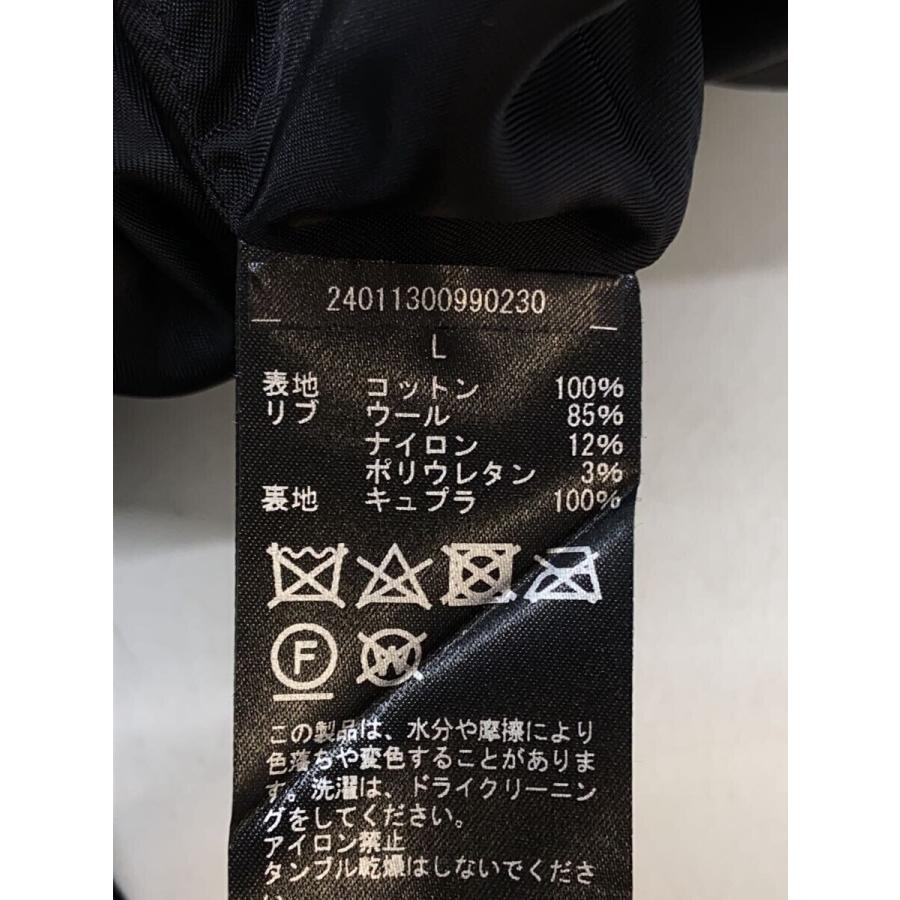 24011300990230
L
表地 コットン 100%
リブ ウール 85%
ナイロン 12%
ポリウレタン 3%
裏地 キュプラ 100%
F W
この製品は、水分や摩擦により
色落ちや変色することがありま
す。洗濯は、ドライクリーニン
グをしてください。
アイロン禁止
タンブル乾燥はしないでくださ
い。